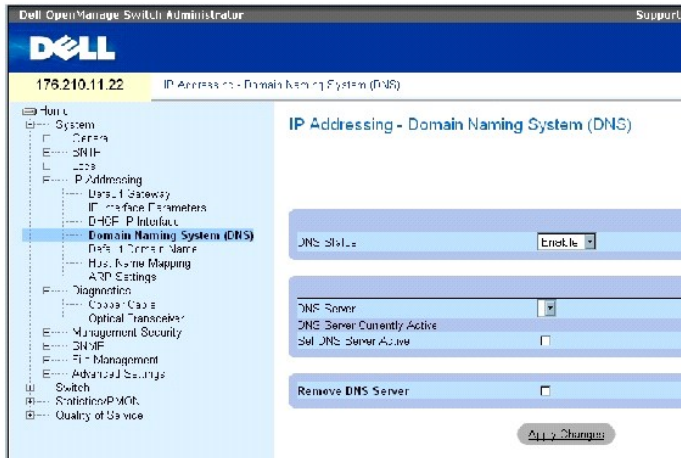 Dell OpenManage Switch Administrator
Support
DELL
176.210.11.22
IP Addressing - Domain Naming System (DNS)
Home
System
General
SNTP
Logs
IP Addressing
Default Gateway
IP Interface Parameters
DHCP IP Interface
Domain Naming System (DNS)
Default Domain Name
Host Name Mapping
ARP Settings
Diagnostics
Copper Cable
Optical Transceiver
Management Security
SNMP
File Management
Advanced Settings
Switch
Statistics/RMON
Quality of Service
IP Addressing - Domain Naming System (DNS)
DNS Status
Enable
DNS Server
DNS Server Currently Active
Set DNS Server Active
Remove DNS Server
Apply Changes